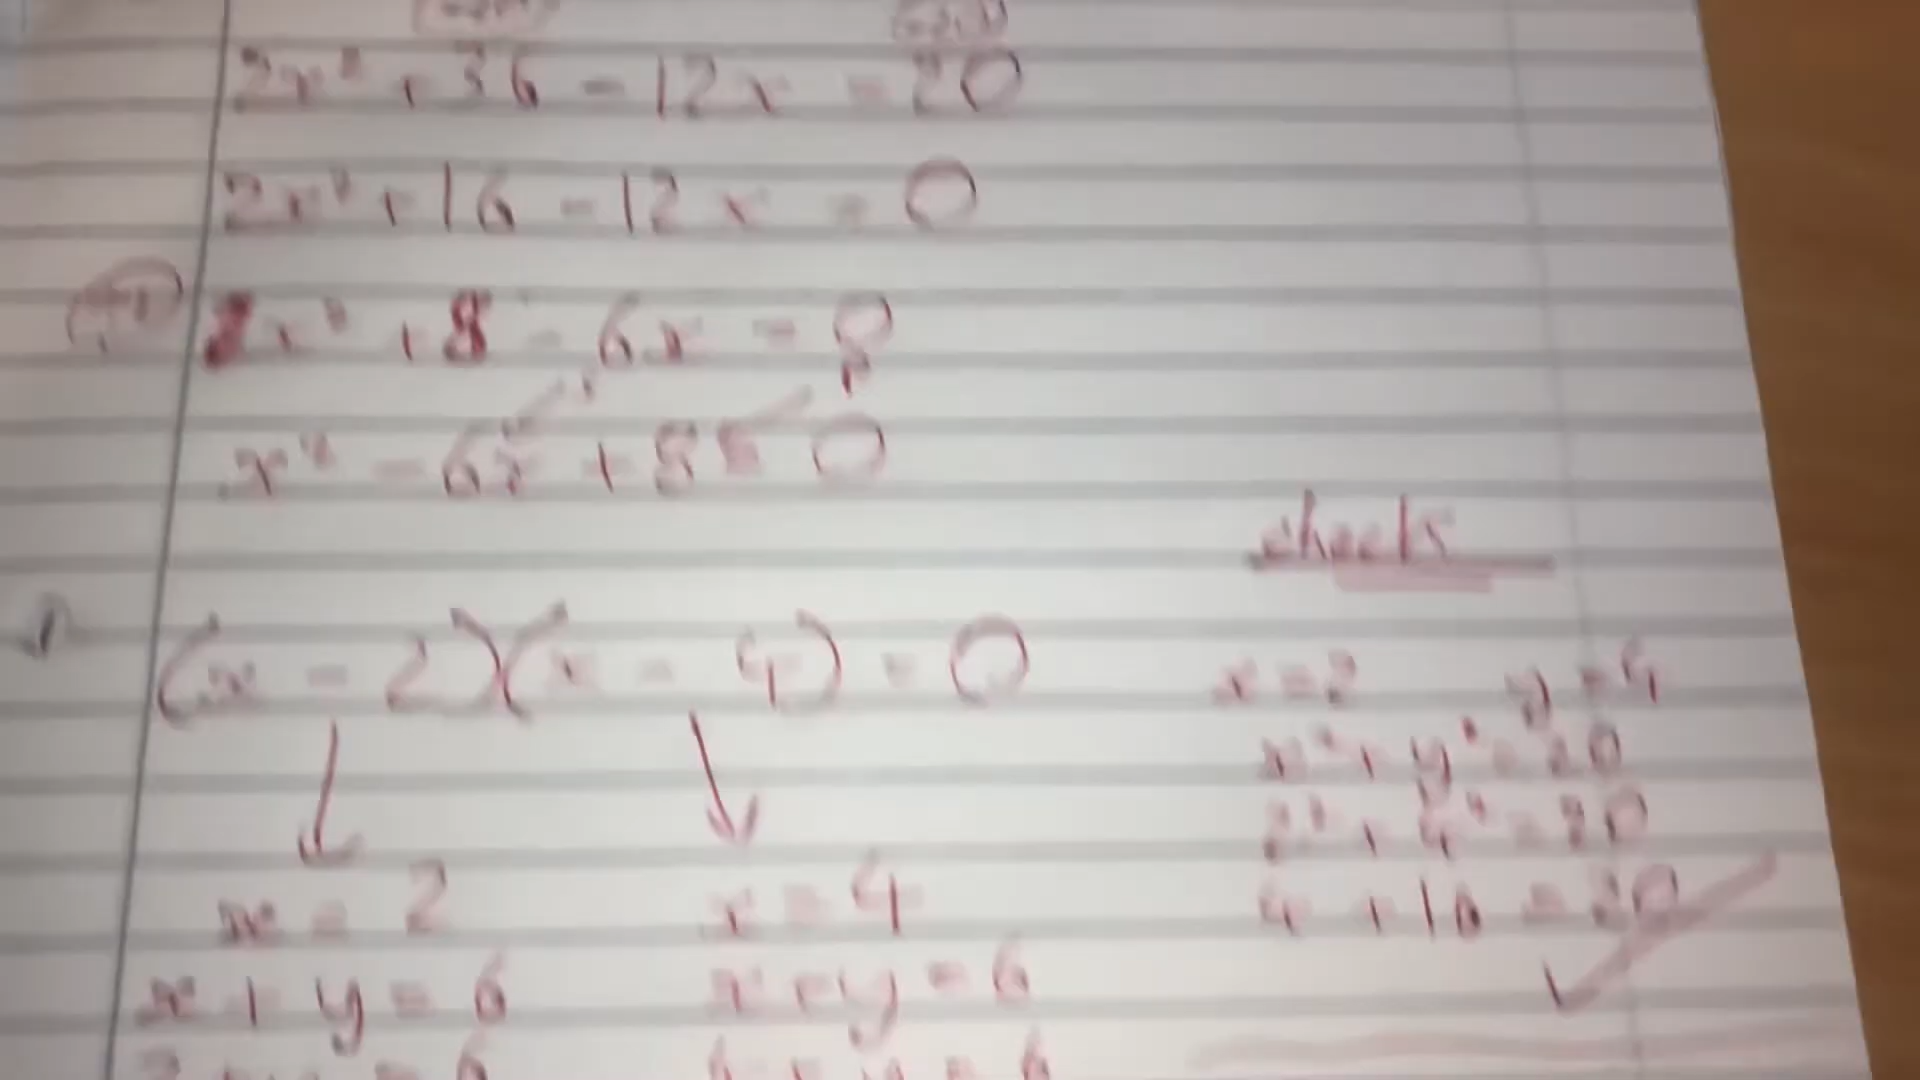 2x² + 36 - 12x = 20
2x² + 16 - 12x = 0
x² + 8 - 6x = 0
x² - 6x + 8 = 0
(x - 2)(x - 4) = 0
x = 2
x = 4
x + y = 6
x + y = 6
check
x = 2 y = 4
x² + y² = 20
2² + 4² = 20
4 + 16 = 20